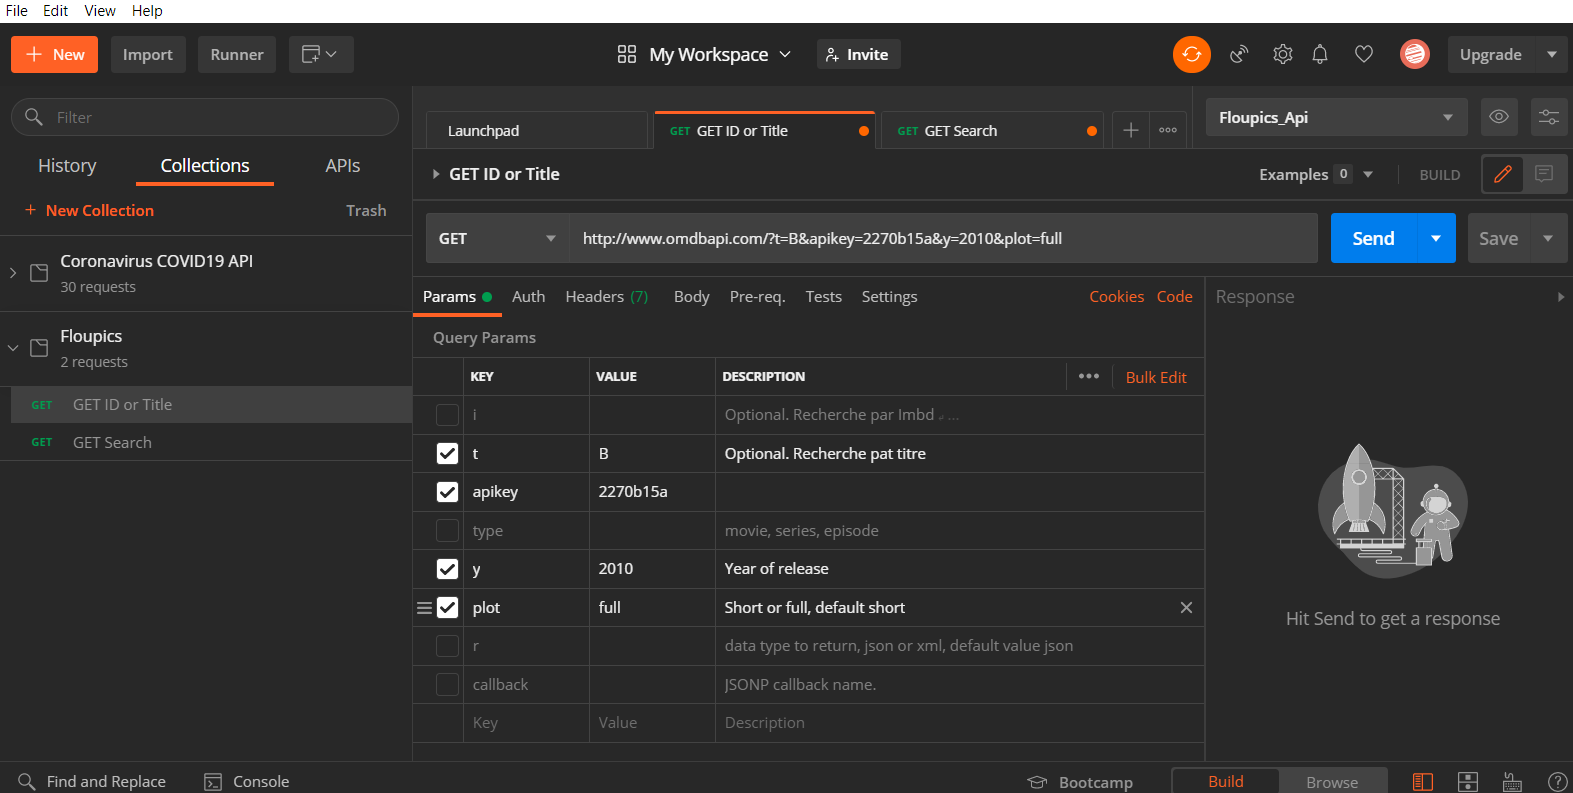 File Edit View Help
New Import Runner My Workspace Invite Upgrade
Filter
Launchpad GET GET ID or Title GET GET Search Floupics_Api
History Collections APIs
GET ID or Title Examples 0 BUILD
+ New Collection Trash
GET http://www.omdbapi.com/?t=B&apikey=2270b15a&y=2010&plot=full Send Save
Coronavirus COVID19 API
30 requests
Params Auth Headers (7) Body Pre-req. Tests Settings Cookies Code Response
Floupics
2 requests
Query Params
KEY VALUE DESCRIPTION ••• Bulk Edit
GET GET ID or Title
GET GET Search
i Optional. Recherche par Imbd ...
t B Optional. Recherche pat titre
apikey 2270b15a
type movie, series, episode
y 2010 Year of release
plot full Short or full, default short
r data type to return, json or xml, default value json
callback JSONP callback name.
Key Value Description
Hit Send to get a response
Find and Replace Console Bootcamp Build Browse